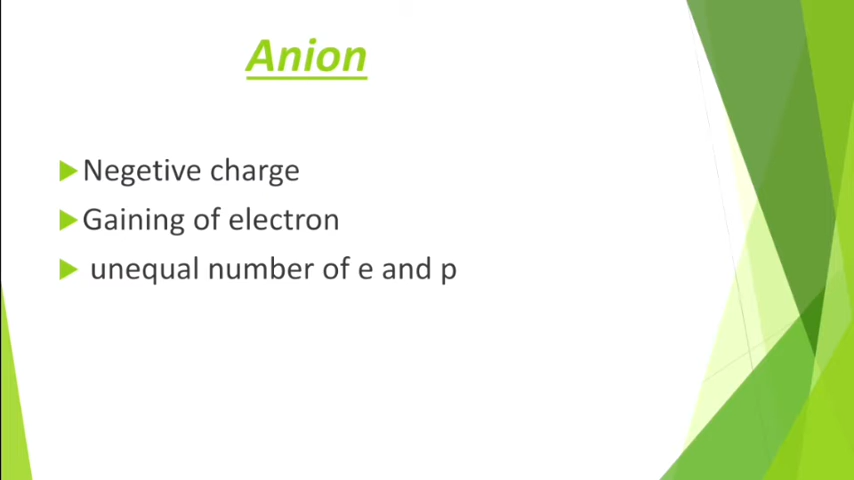 Anion
Negetive charge
Gaining of electron
unequal number of e and p